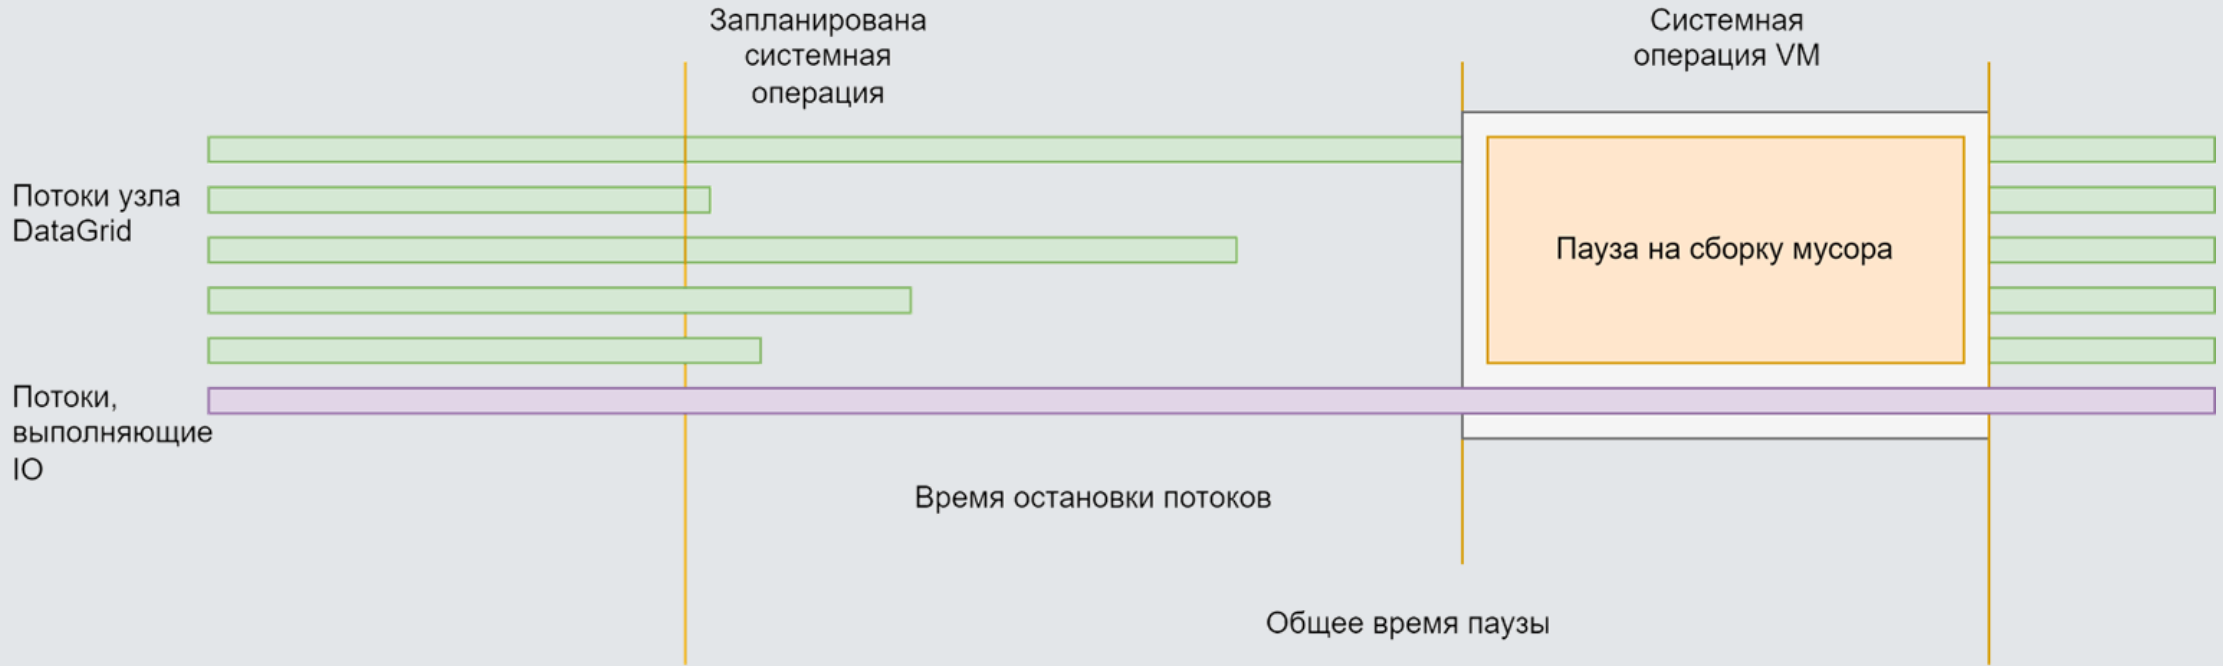 Запланирована
системная
операция
Системная
операция VM
Потоки узла
DataGrid
Пауза на сборку мусора
Потоки,
выполняющие
IO
Время остановки потоков
Общее время паузы